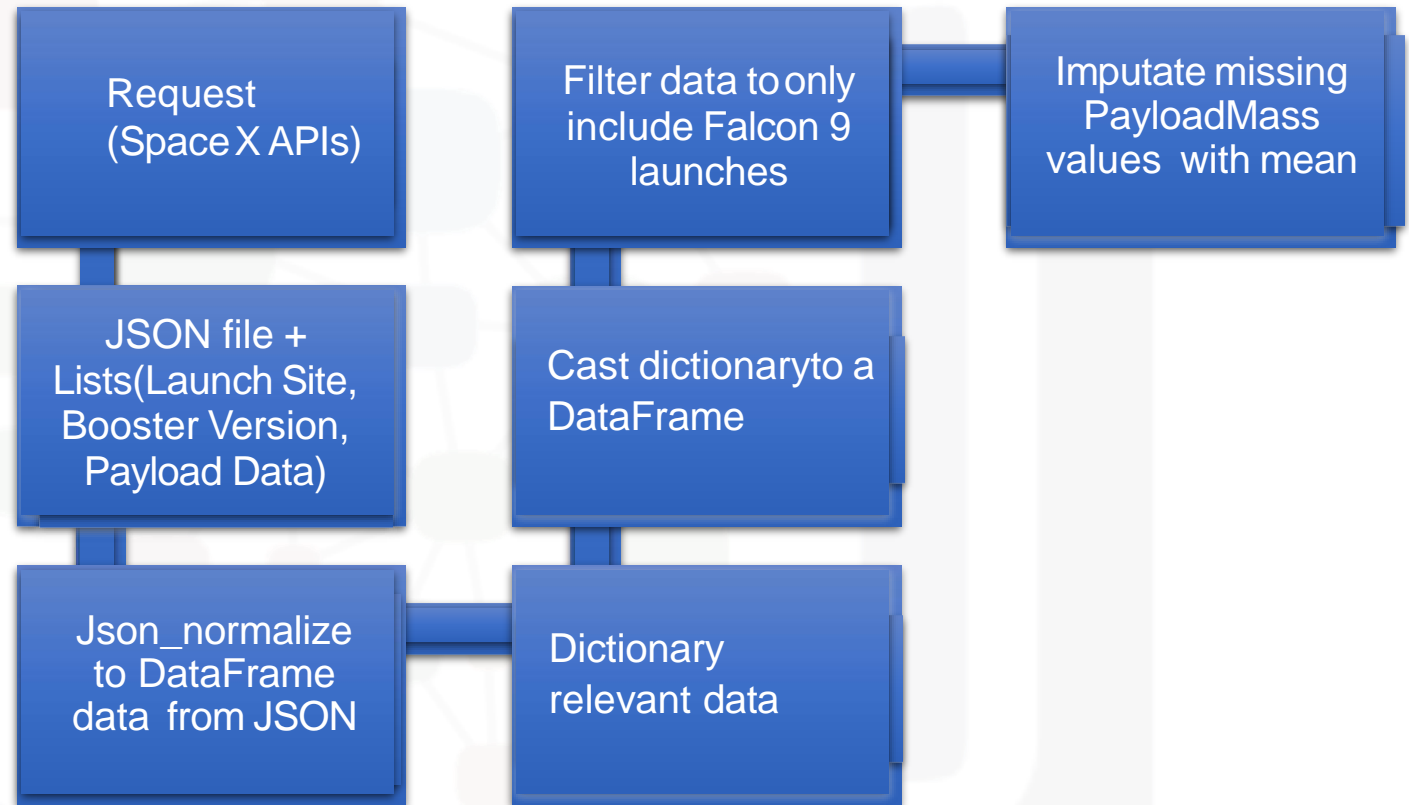 Request
(Space X APIs)
JSON file +
Lists(Launch Site,
Booster Version,
Payload Data)
Json_normalize
to DataFrame
data from JSON
Dictionary
relevant data
Cast dictionaryto a
DataFrame
Filter data to only
include Falcon 9
launches
Imputate missing
PayloadMass
values with mean